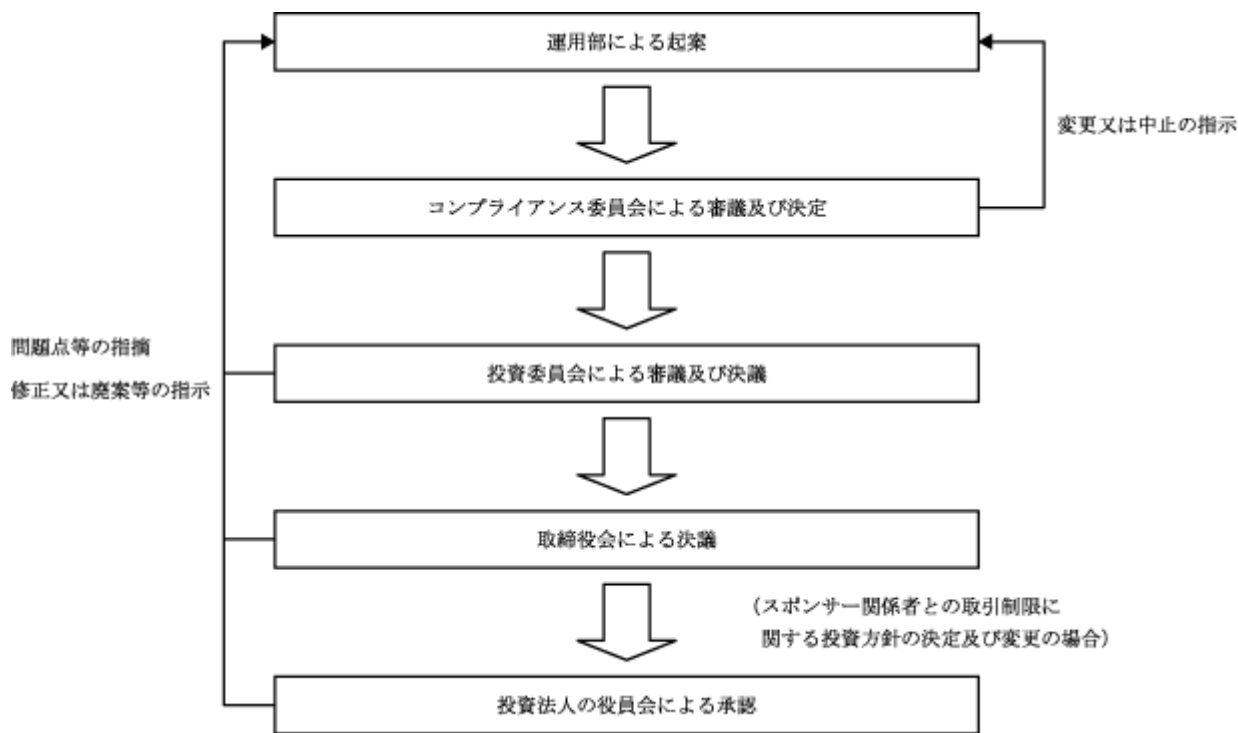 運用部による起案
変更又は中止の指示
コンプライアンス委員会による審議及び決定
問題点等の指摘
修正又は廃案等の指示
投資委員会による審議及び決議
取締役会による決議
（スポンサー関係者との取引制限に
関する投資方針の決定及び変更の場合）
投資法人の役員会による承認